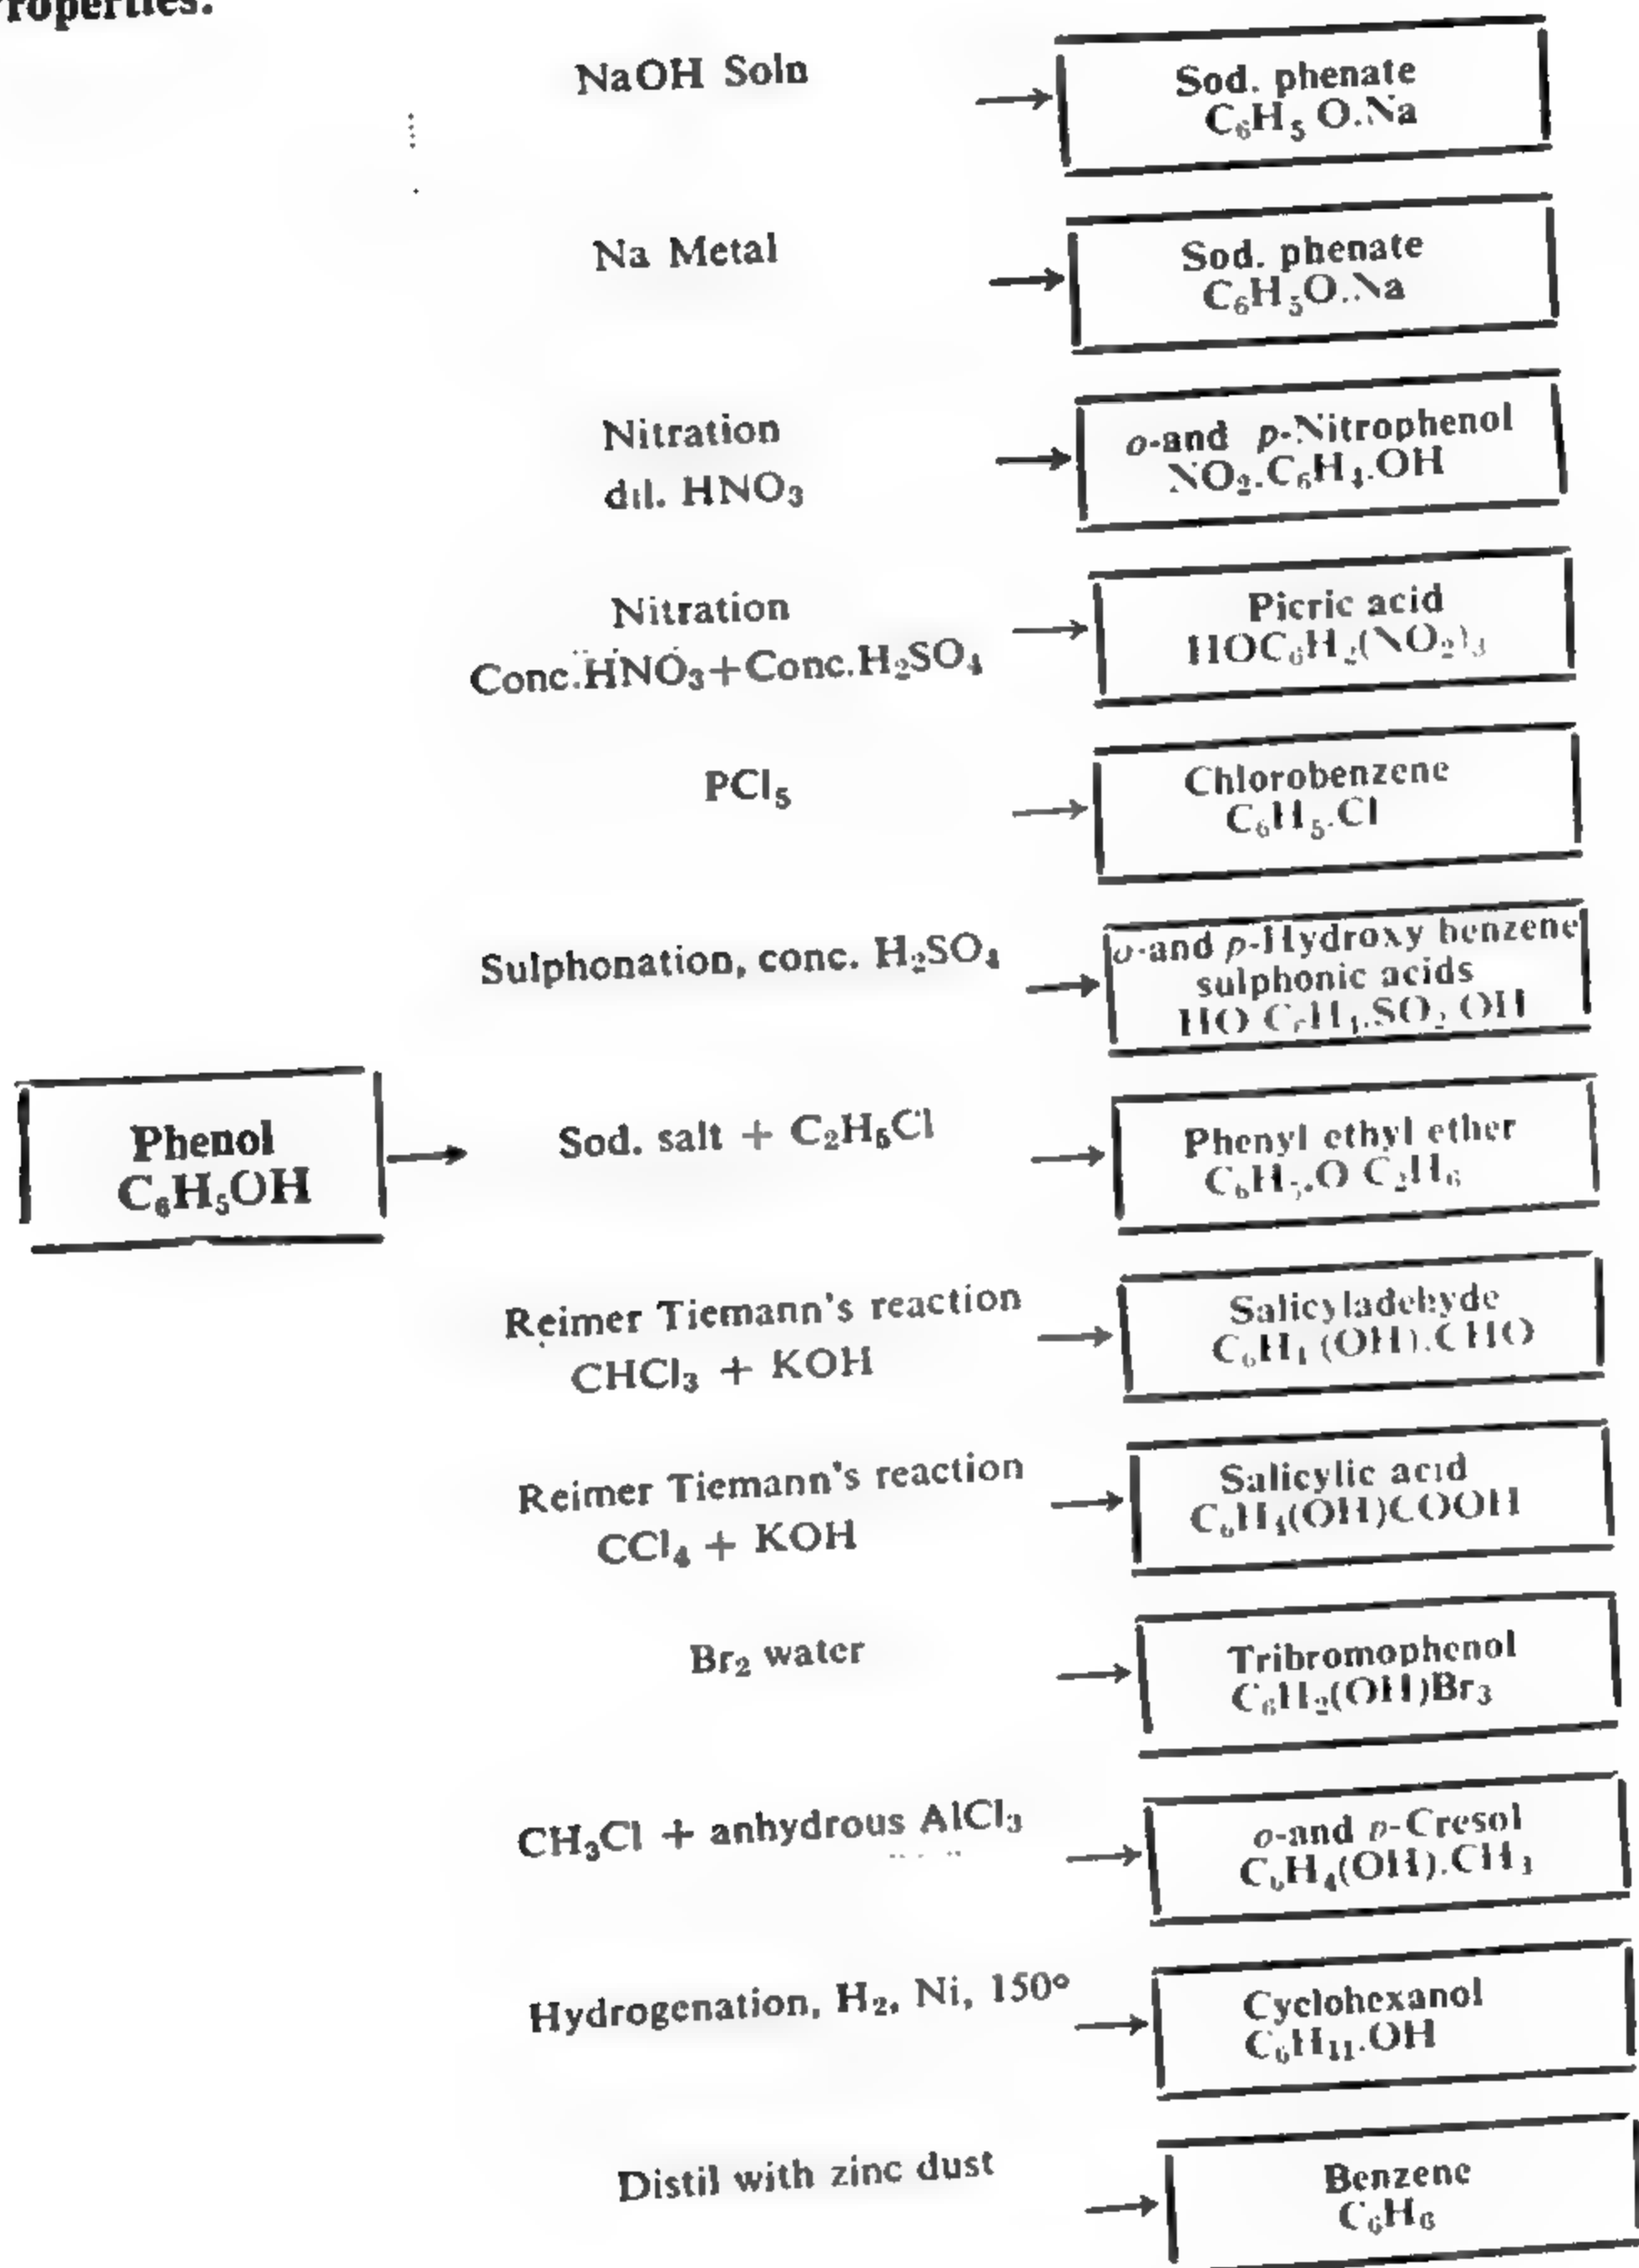 roperties.
NaOH Soln
Sod. phenate
C₆H₅ O.Na
Na Metal
Sod. phenate
C₆H₅O.Na
Nitration
dil. HNO₃
o-and p-Nitrophenol
NO₂.C₆H₄.OH
Nitration
Conc.HNO₃+Conc.H₂SO₄
Picric acid
HOC₆H₂(NO₂)₃
PCl₅
Chlorobenzene
C₆H₅.Cl
Sulphonation, conc. H₂SO₄
o-and p-Hydroxy benzene
sulphonic acids
HO C₆H₄.SO₂ OH
Phenol
C₆H₅OH
Sod. salt + C₂H₅Cl
Phenyl ethyl ether
C₆H₅.O C₂H₆
Reimer Tiemann's reaction
CHCl₃ + KOH
Salicyladehyde
C₆H₄ (OH).CHO
Reimer Tiemann's reaction
CCl₄ + KOH
Salicylic acid
C₆H₄(OH)COOH
Br₂ water
Tribromophenol
C₆H₂(OH)Br₃
CH₃Cl + anhydrous AlCl₃
o-and p-Cresol
C₆H₄(OH).CH₃
Hydrogenation, H₂, Ni, 150°
Cyclohexanol
C₆H₁₁.OH
Distil with zinc dust
Benzene
C₆H₆